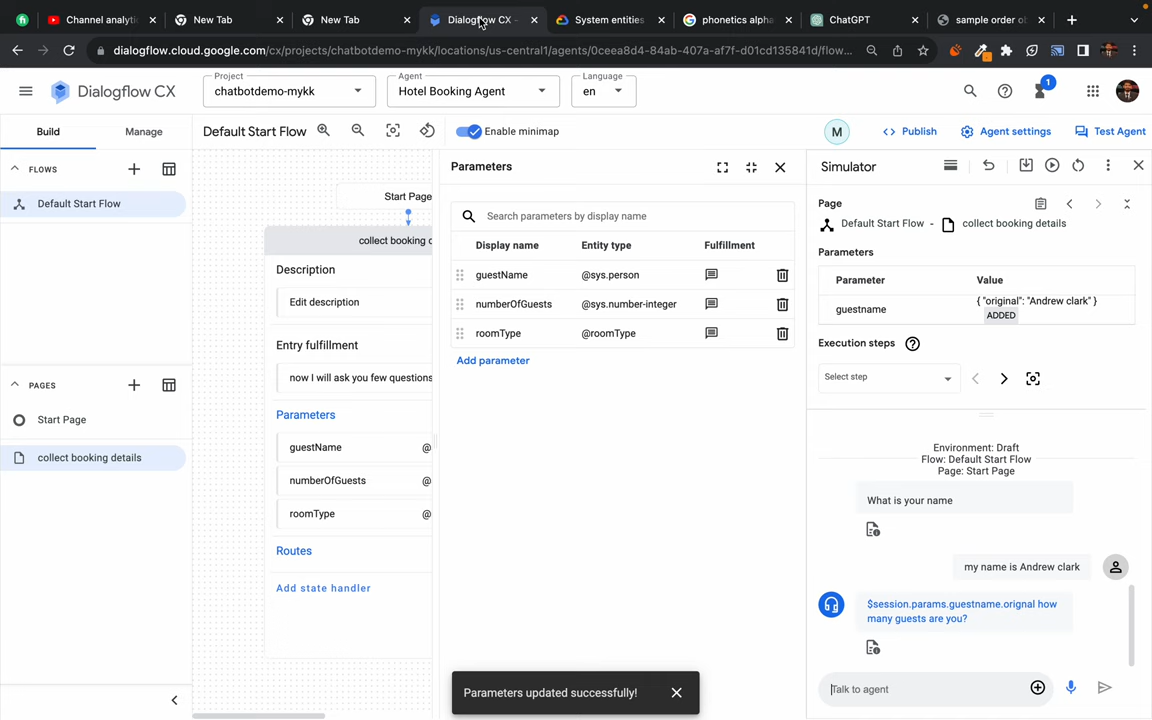 Channel analytic
New Tab
New Tab
Dialogflow CX -
System entities
phonetics alpha
ChatGPT
sample order ob
dialogflow.cloud.google.com/cx/projects/chatbotdemo-mykk/locations/us-central1/agents/0ceea8d4-84ab-407a-af7f-d01cd135841d/flow...
Dialogflow CX
Project
chatbotdemo-mykk
Agent
Hotel Booking Agent
Language
en
1
Build
Manage
Default Start Flow
Enable minimap
M
Publish
Agent settings
Test Agent
FLOWS
Default Start Flow
PAGES
Start Page
collect booking details
Start Page
collect booking d
Description
Edit description
Entry fulfillment
now I will ask you few questions
Parameters
guestName @
numberOfGuests @
roomType @
Routes
Add state handler
Parameters
Search parameters by display name
Display name Entity type Fulfillment
guestName @sys.person
numberOfGuests @sys.number-integer
roomType @roomType
Add parameter
Parameters updated successfully!
Simulator
Page
Default Start Flow - collect booking details
Parameters
Parameter Value
guestname { "original": "Andrew clark" }
ADDED
Execution steps
Select step
Environment: Draft
Flow: Default Start Flow
Page: Start Page
What is your name
my name is Andrew clark
$session.params.guestname.orignal how
many guests are you?
Talk to agent